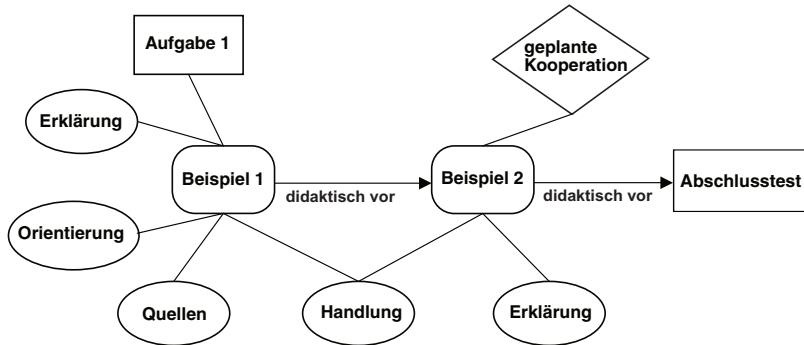 Aufgabe 1
geplante
Kooperation
Erklärung
Beispiel 1
didaktisch vor
Beispiel 2
didaktisch vor
Abschlusstest
Orientierung
Quellen
Handlung
Erklärung